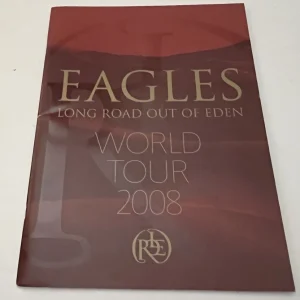 EAGLES
LONG ROAD OUT OF EDEN
WORLD
TOUR
2008